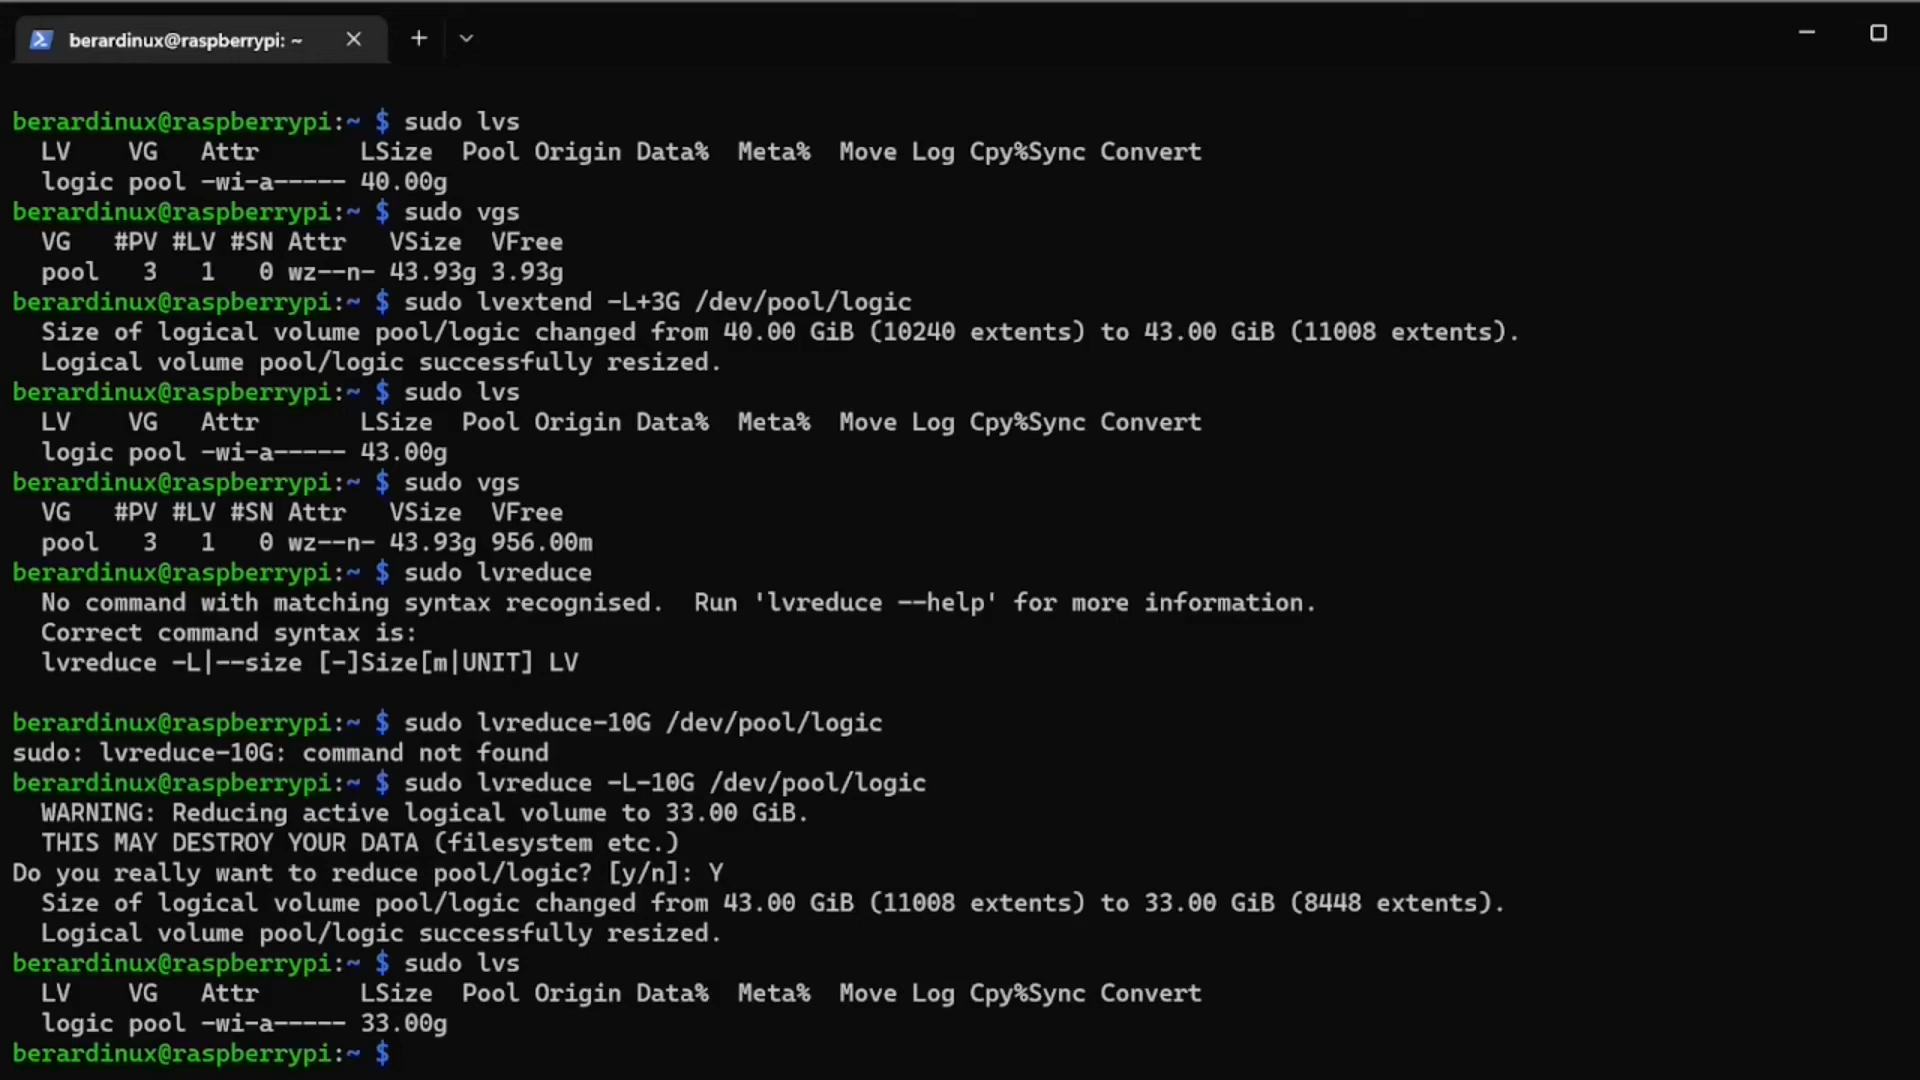 berardinux@raspberrypi: ~
berardinux@raspberrypi:~ $ sudo lvs
  LV    VG   Attr       LSize  Pool Origin Data%  Meta%  Move Log Cpy%Sync Convert
  logic pool -wi-a----- 40.00g
berardinux@raspberrypi:~ $ sudo vgs
  VG   #PV #LV #SN Attr   VSize  VFree
  pool   3   1   0 wz--n- 43.93g 3.93g
berardinux@raspberrypi:~ $ sudo lvextend -L+3G /dev/pool/logic
  Size of logical volume pool/logic changed from 40.00 GiB (10240 extents) to 43.00 GiB (11008 extents).
  Logical volume pool/logic successfully resized.
berardinux@raspberrypi:~ $ sudo lvs
  LV    VG   Attr       LSize  Pool Origin Data%  Meta%  Move Log Cpy%Sync Convert
  logic pool -wi-a----- 43.00g
berardinux@raspberrypi:~ $ sudo vgs
  VG   #PV #LV #SN Attr   VSize  VFree
  pool   3   1   0 wz--n- 43.93g 956.00m
berardinux@raspberrypi:~ $ sudo lvreduce
  No command with matching syntax recognised.  Run 'lvreduce --help' for more information.
  Correct command syntax is:
  lvreduce -L|--size [-]Size[m|UNIT] LV
berardinux@raspberrypi:~ $ sudo lvreduce-10G /dev/pool/logic
sudo: lvreduce-10G: command not found
berardinux@raspberrypi:~ $ sudo lvreduce -L-10G /dev/pool/logic
  WARNING: Reducing active logical volume to 33.00 GiB.
  THIS MAY DESTROY YOUR DATA (filesystem etc.)
Do you really want to reduce pool/logic? [y/n]: Y
  Size of logical volume pool/logic changed from 43.00 GiB (11008 extents) to 33.00 GiB (8448 extents).
  Logical volume pool/logic successfully resized.
berardinux@raspberrypi:~ $ sudo lvs
  LV    VG   Attr       LSize  Pool Origin Data%  Meta%  Move Log Cpy%Sync Convert
  logic pool -wi-a----- 33.00g
berardinux@raspberrypi:~ $